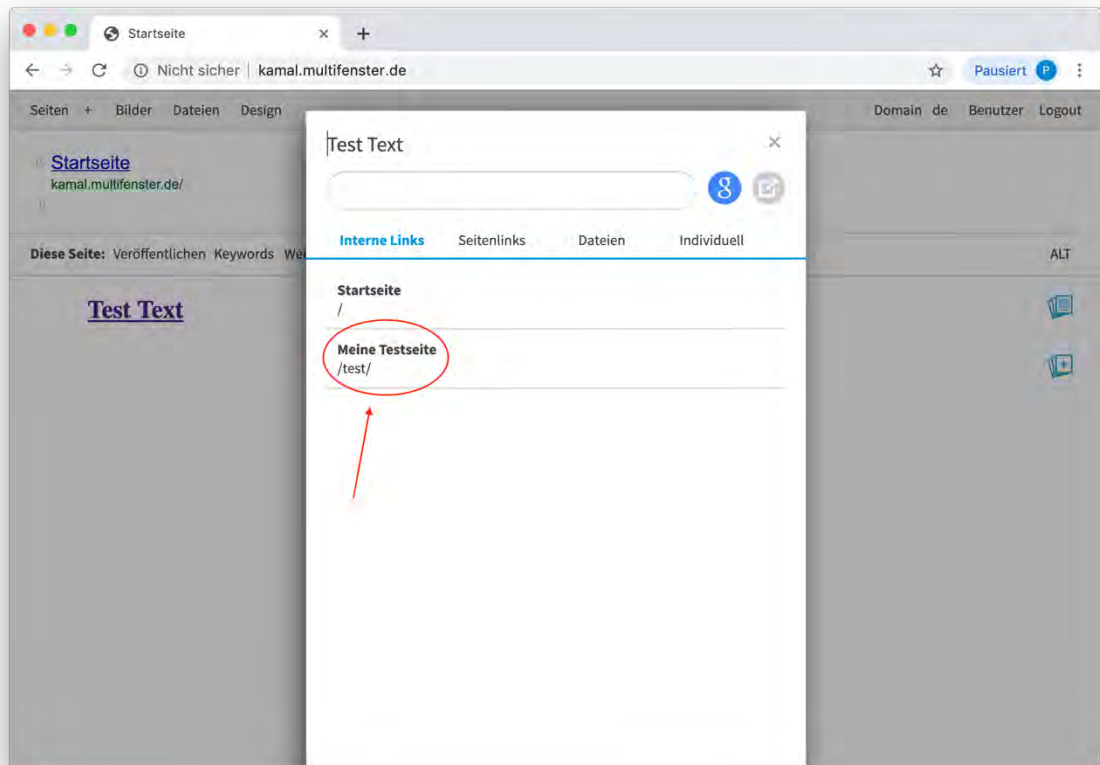 Startseite
Nicht sicher kamal.multifenster.de Pausiert P
Seiten + Bilder Dateien Design Domain de Benutzer Logout
Startseite
kamal.multifenster.de/
Test Text
g
Interne Links Seitenlinks Dateien Individuell
Diese Seite: Veröffentlichen Keywords Wei ALT
Test Text
Startseite
/
Meine Testseite
/test/